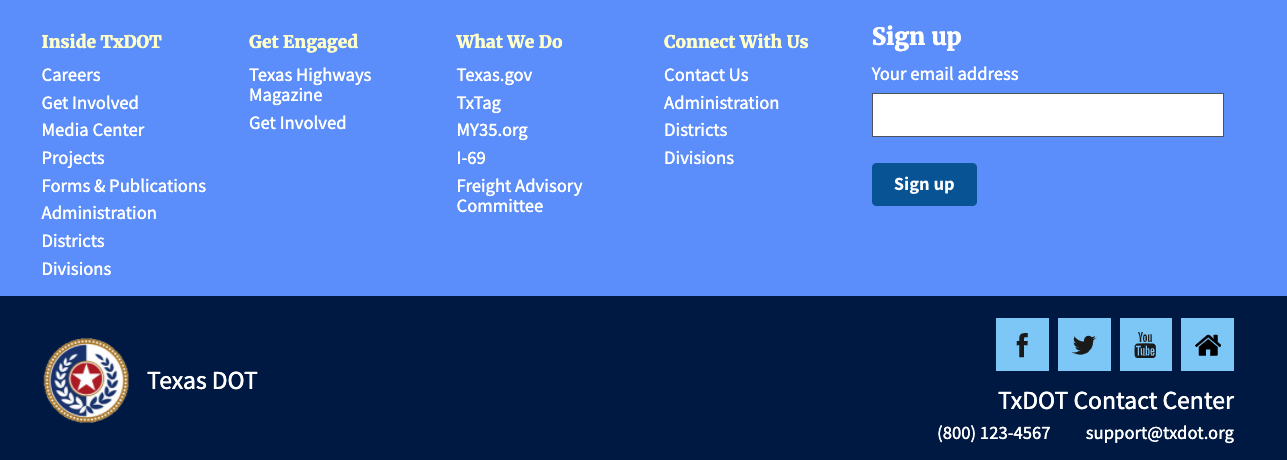 Inside TxDOT
Careers
Get Involved
Media Center
Projects
Forms & Publications
Administration
Districts
Divisions
Get Engaged
Texas Highways
Magazine
Get Involved
What We Do
Texas.gov
TxTag
MY35.org
I-69
Freight Advisory
Committee
Connect With Us
Contact Us
Administration
Districts
Divisions
Sign up
Your email address
Sign up
Texas DOT
You
Tube
TxDOT Contact Center
(800) 123-4567 support@txdot.org